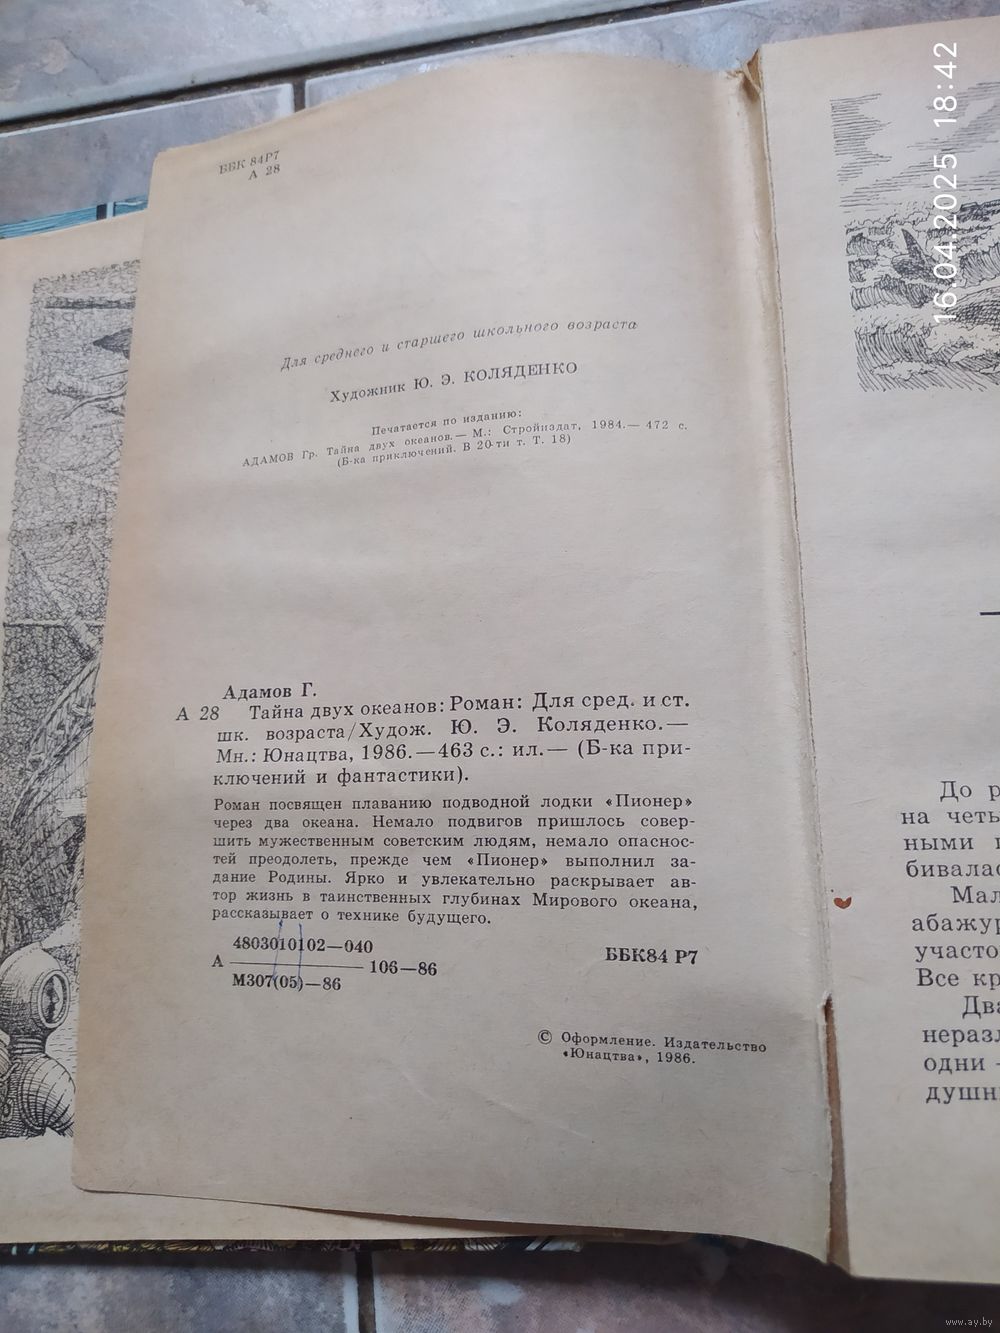 ББК 84Р7
А 28
Для среднего и старшего школьного возраста
Художник Ю. Э. КОЛЯДЕНКО
Печатается по изданию:
АДАМОВ Гр. Тайна двух океанов.— М.: Стройиздат, 1984.— 472 с.
(Б-ка приключений. В 20-ти т. Т. 18)
Адамов Г.
А 28 Тайна двух океанов: Роман: Для сред. и ст.
шк. возраста/Худож. Ю. Э. Коляденко.—
Мн.: Юнацтва, 1986.—463 с.: ил.— (Б-ка при-
ключений и фантастики).
Роман посвящен плаванию подводной лодки «Пионер»
через два океана. Немало подвигов пришлось совер-
шить мужественным советским людям, немало опаснос-
тей преодолеть, прежде чем «Пионер» выполнил за-
дание Родины. Ярко и увлекательно раскрывает ав-
тор жизнь в таинственных глубинах Мирового океана,
рассказывает о технике будущего.
4803010102—040
А 106—86
М307(05)—86
ББК84 Р7
© Оформление. Издательство
«Юнацтва», 1986.
До р
на четь
ными
бивалас
Мал
абажур
участо
Все кр
Два
неразл
одни -
душн
16.04.2025 18:42
www.ay.by